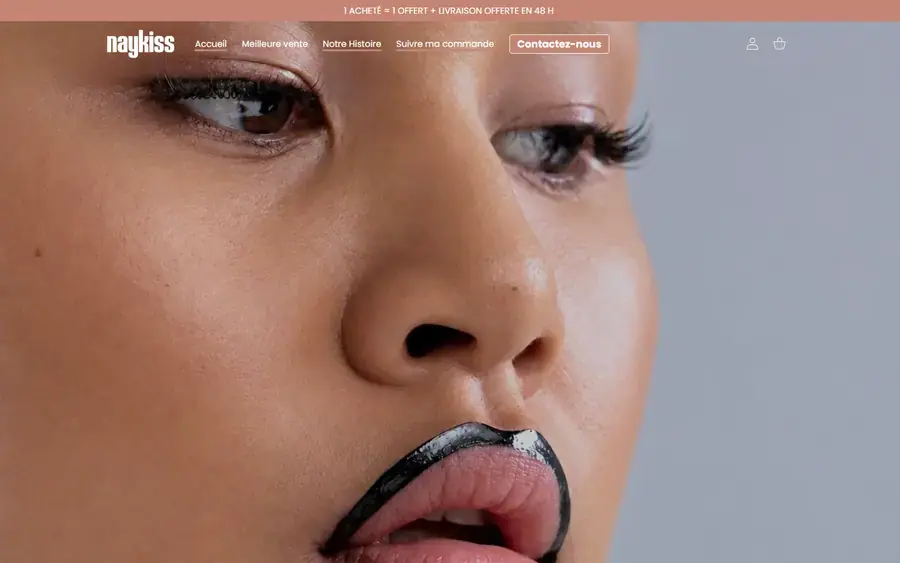 1 ACHETÉ = 1 OFFERT + LIVRAISON OFFERTE EN 48 H
naykiss
Accueil
Meilleure vente
Notre Histoire
Suivre ma commande
Contactez-nous